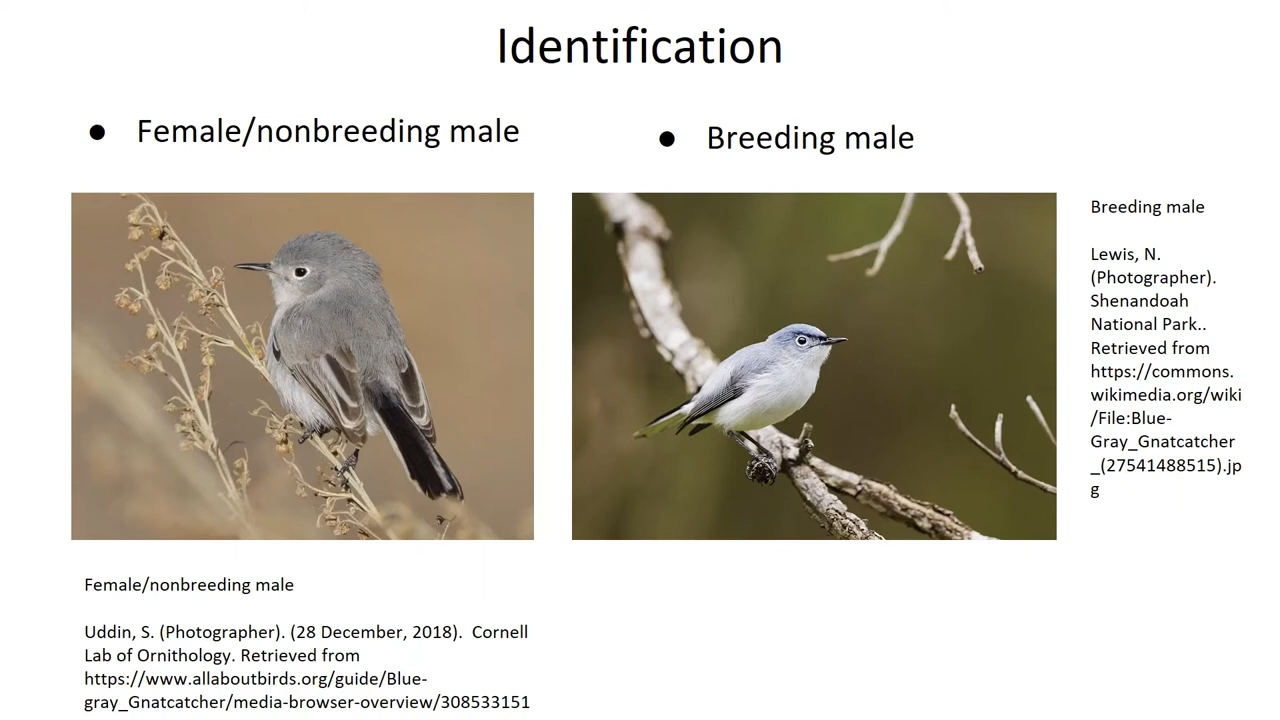 Identification
● Female/nonbreeding male
● Breeding male
Breeding male
Lewis, N.
(Photographer).
Shenandoah
National Park..
Retrieved from
https://commons.
wikimedia.org/wiki
/File:Blue-
Gray_Gnatcatcher
_(27541488515).jp
g
Female/nonbreeding male
Uddin, S. (Photographer). (28 December, 2018).  Cornell
Lab of Ornithology. Retrieved from
https://www.allaboutbirds.org/guide/Blue-
gray_Gnatcatcher/media-browser-overview/308533151